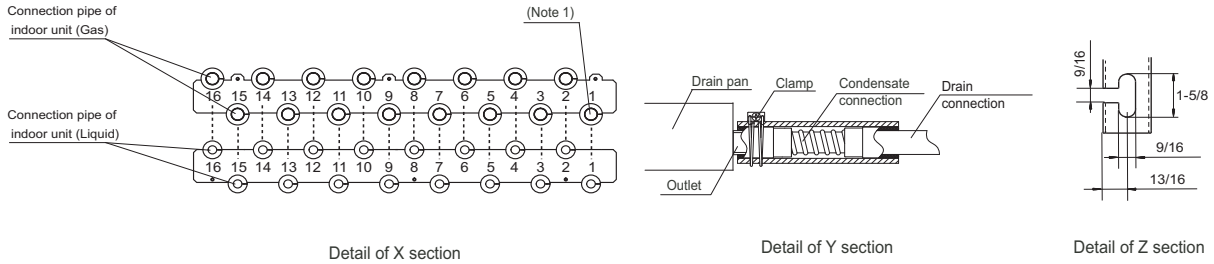 Connection pipe of
indoor unit (Gas)
(Note 1)
16 15 14 13 12 11 10 9 8 7 6 5 4 3 2 1
Connection pipe of
indoor unit (Liquid)
16 15 14 13 12 11 10 9 8 7 6 5 4 3 2 1
Detail of X section
Drain pan
Clamp
Condensate
connection
Drain
connection
Outlet
Detail of Y section
9/16
1-5/8
9/16
13/16
Detail of Z section